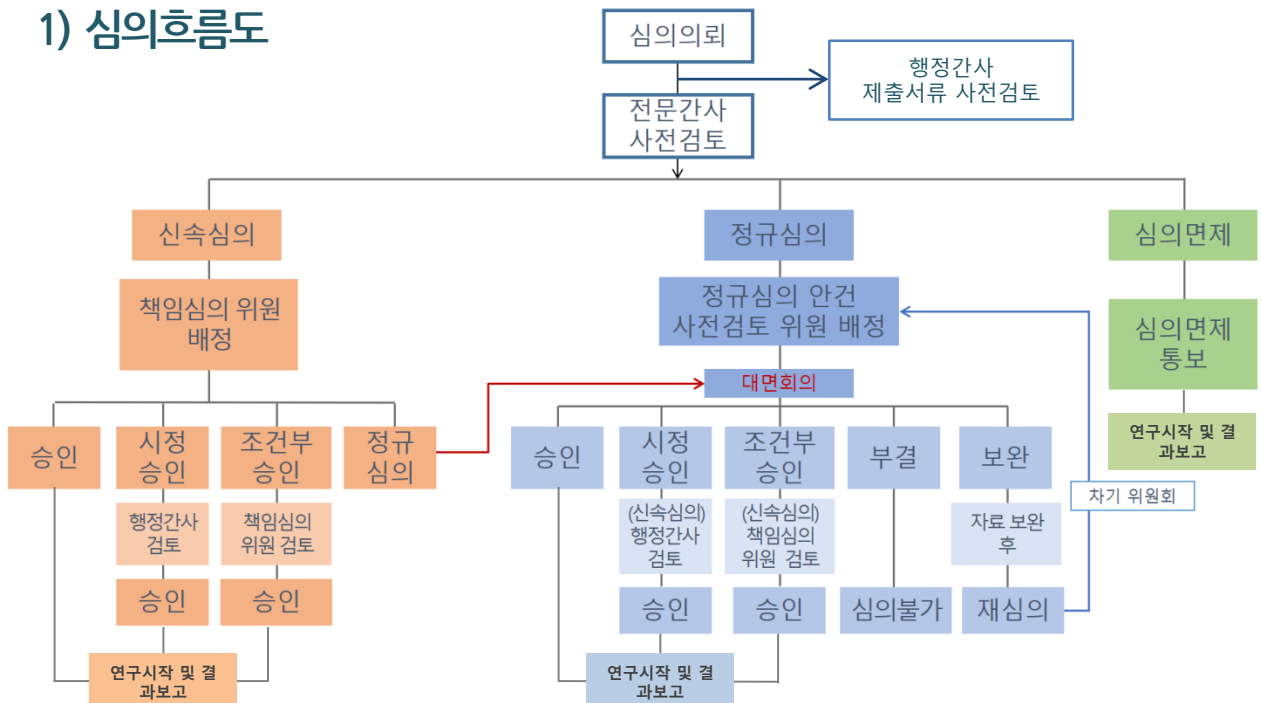 1) 심의흐름도
심의의뢰
행정간사
제출서류 사전검토
전문간사
사전검토
신속심의
정규심의
심의면제
책임심의 위원
배정
정규심의 안건
사전검토 위원 배정
심의면제
통보
대면회의
승인
시정
승인
조건부
승인
정규
심의
승인
시정
승인
조건부
승인
부결
보완
연구시작 및 결
과보고
차기 위원회
행정간사
검토
책임심의
위원 검토
(신속심의)
행정간사
검토
(신속심의)
책임심의
위원 검토
자료 보완
후
승인
승인
승인
승인
심의불가
재심의
연구시작 및 결
과보고
연구시작 및 결
과보고